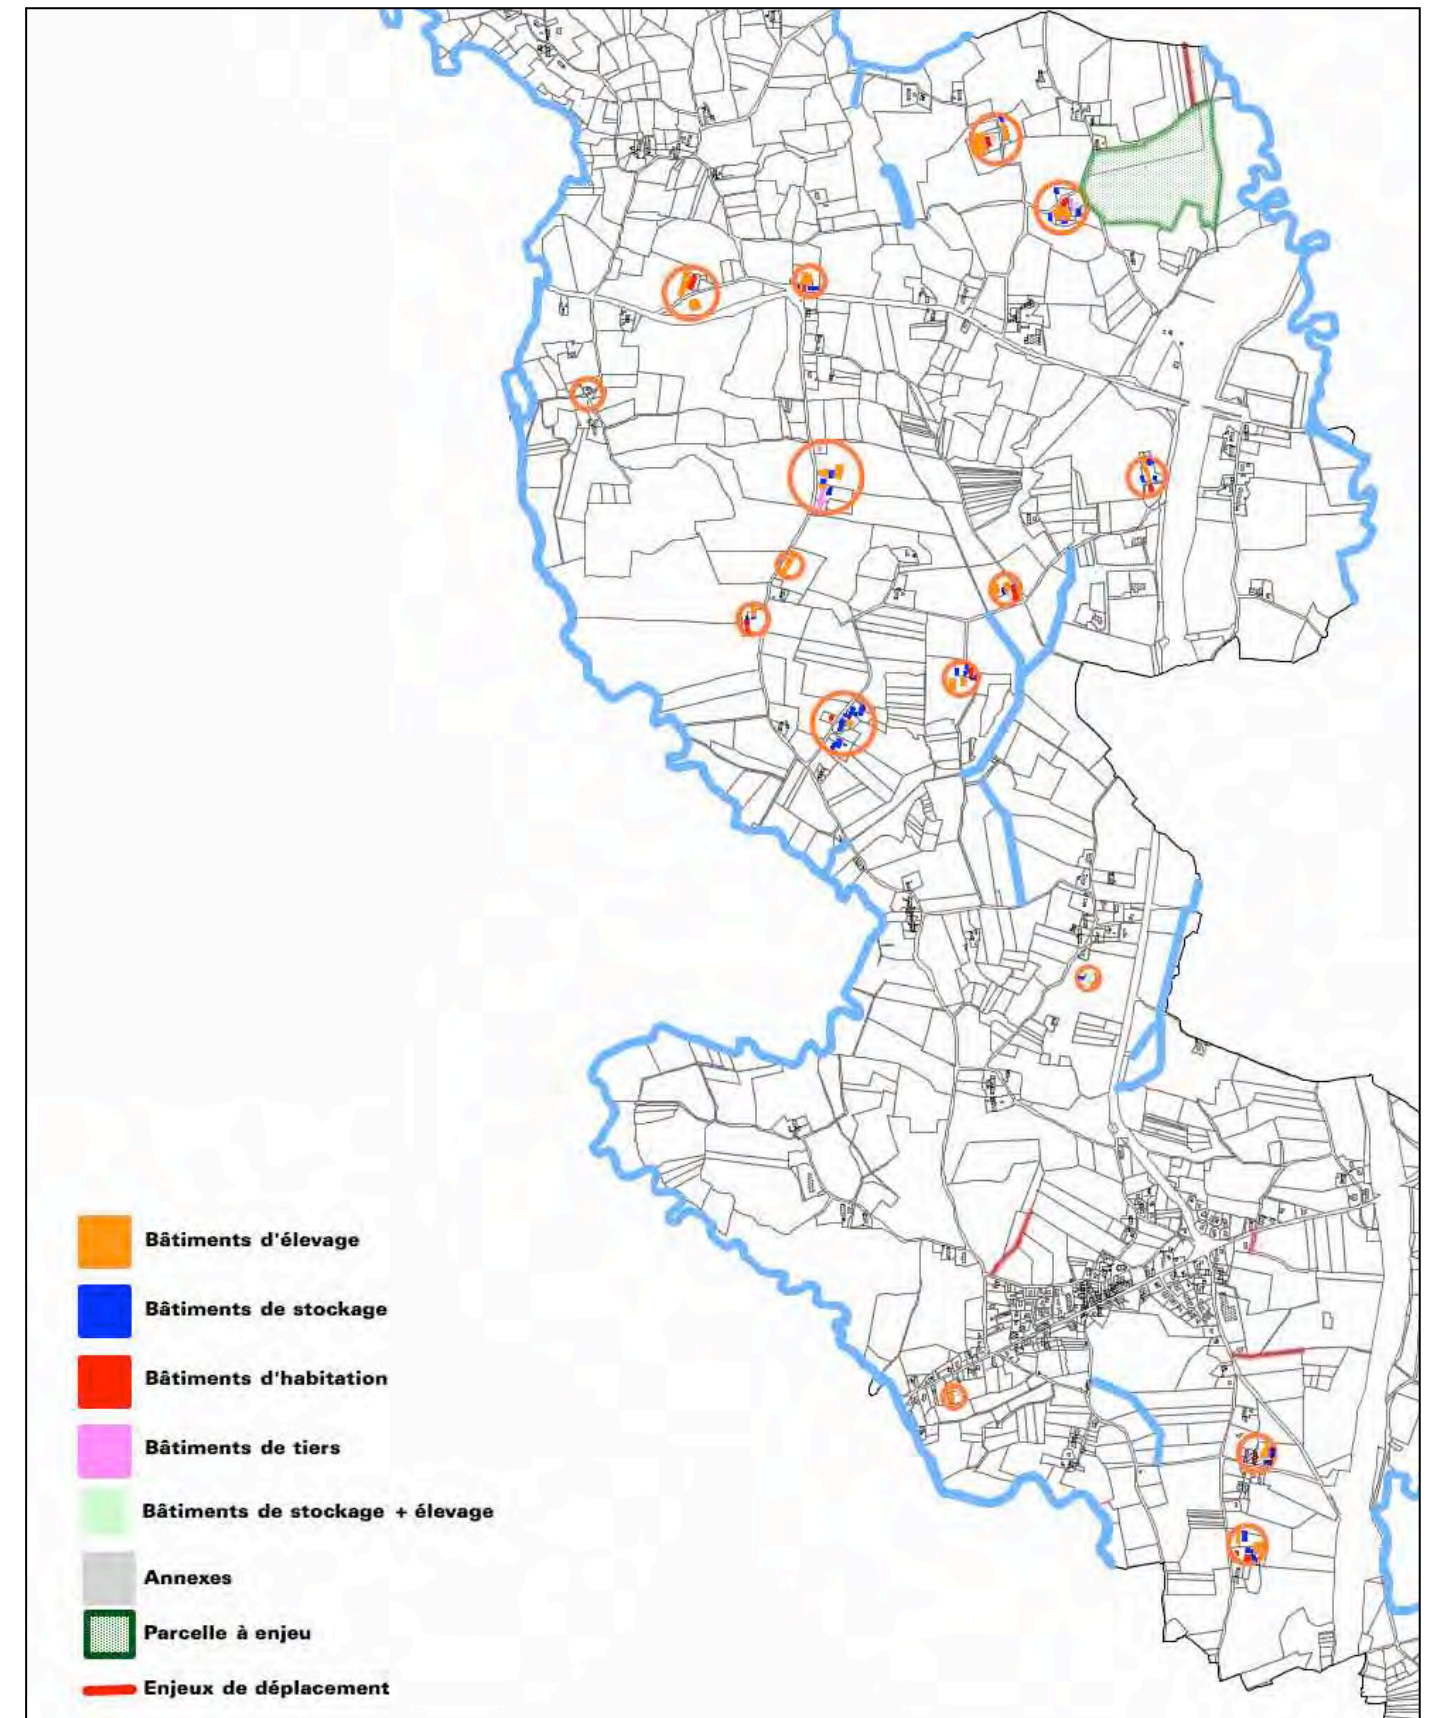 Bâtiments d'élevage
Bâtiments de stockage
Bâtiments d'habitation
Bâtiments de tiers
Bâtiments de stockage + élevage
Annexes
Parcelle à enjeu
Enjeux de déplacement